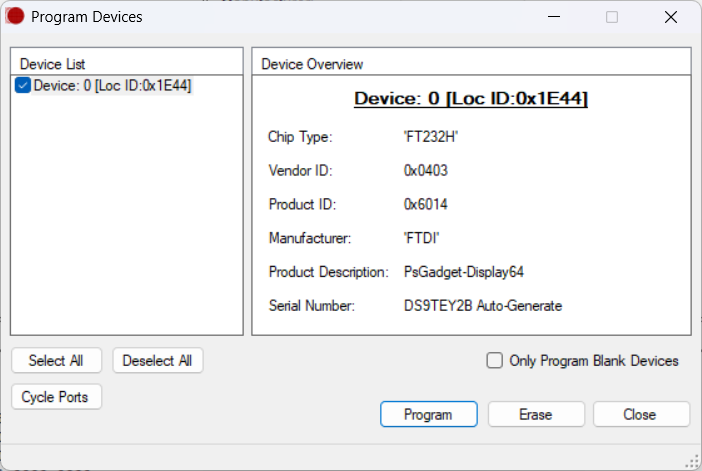 Program Devices
Device List
Device: 0 [Loc ID:0x1E44]
Device Overview
Device: 0 [Loc ID:0x1E44]
Chip Type: 'FT232H'
Vendor ID: 0x0403
Product ID: 0x6014
Manufacturer: 'FTDI'
Product Description: PsGadget-Display64
Serial Number: DS9TEY2B Auto-Generate
Select All Deselect All Only Program Blank Devices
Cycle Ports
Program Erase Close